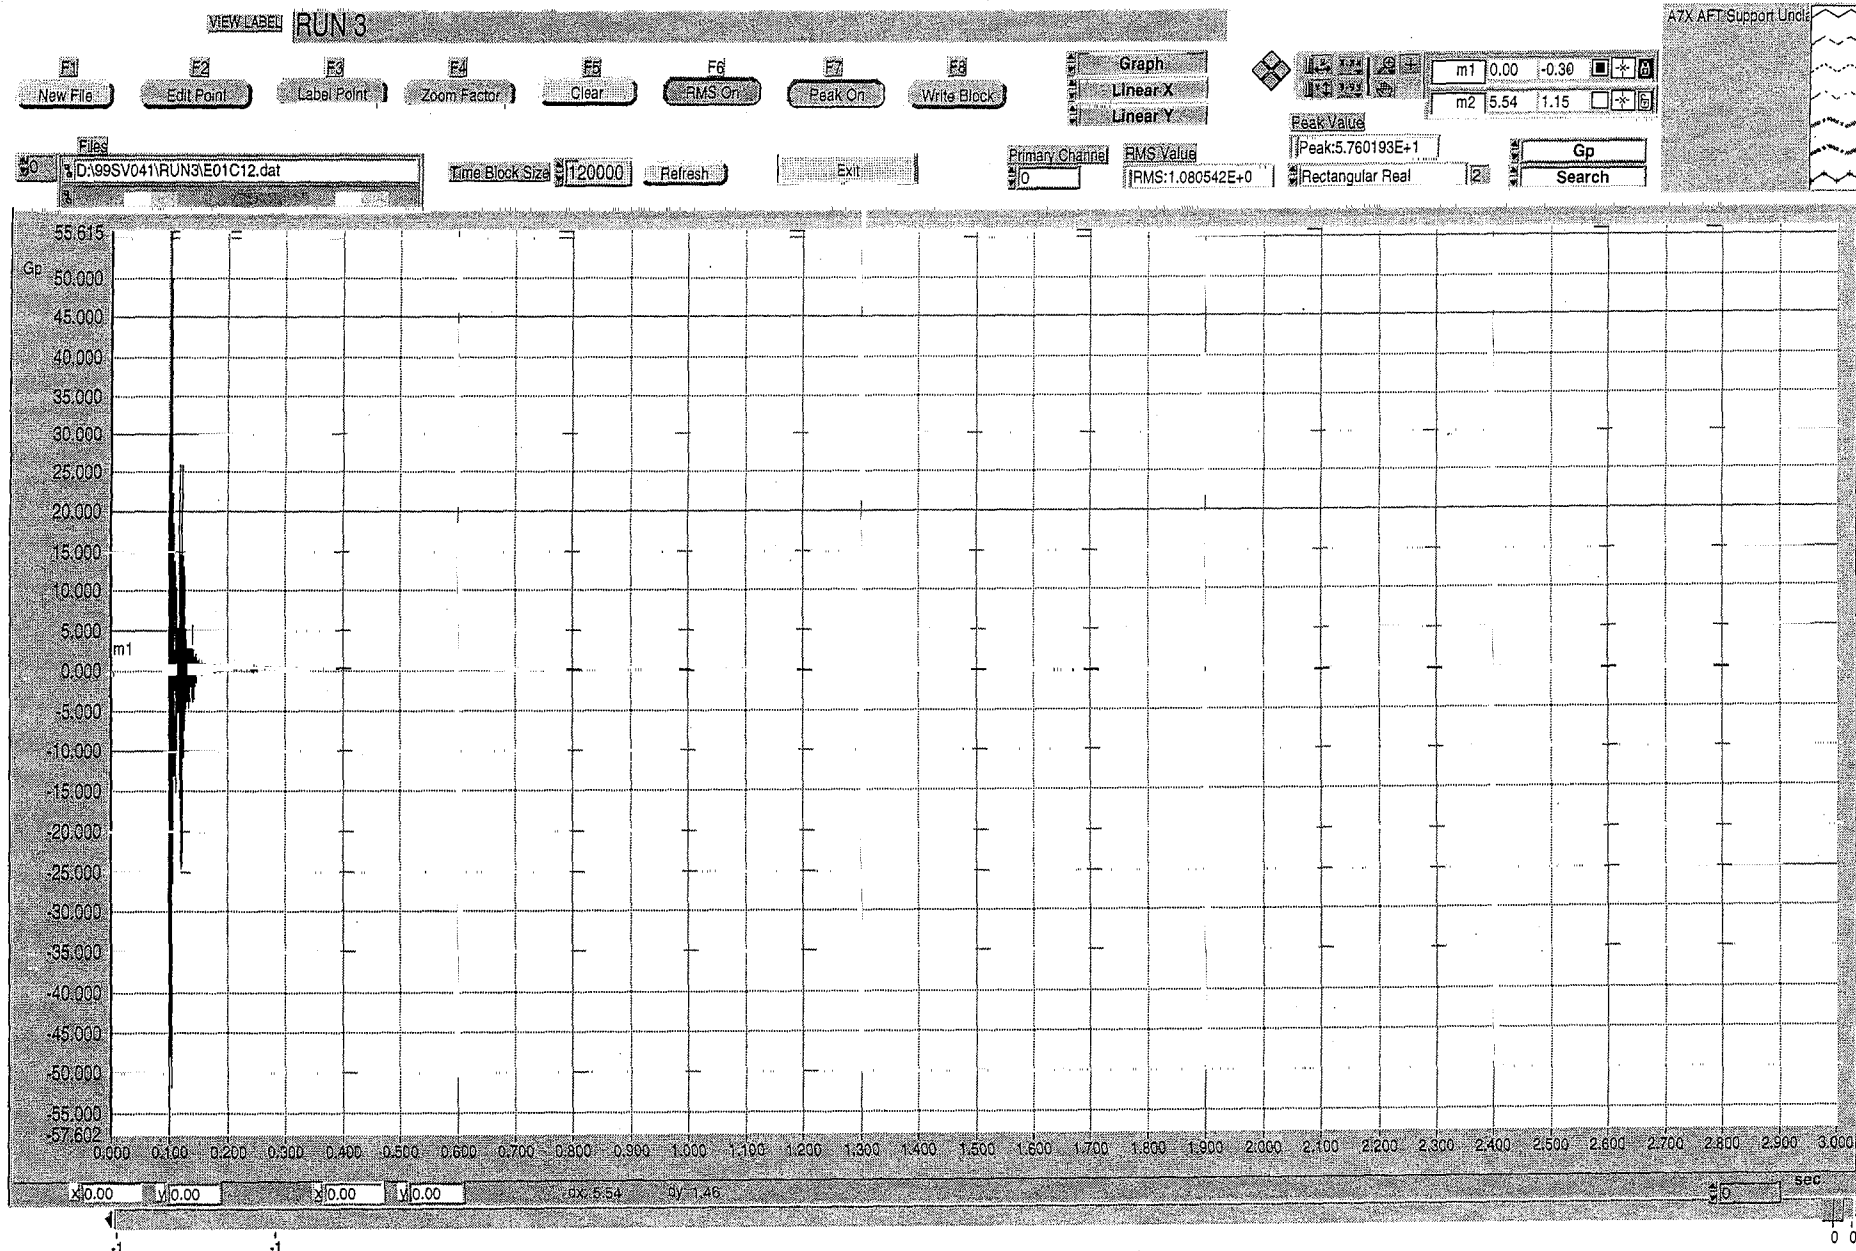 VIEW LABEL RUN 3
A7X AFT Support Uncla
F1 F2 F3 F4 F5 F6 F7 F8
New File Edit Point Label Point Zoom Factor Clear RMS On Peak On Write Block
Graph
Linear X
Linear Y
m1 0.00 -0.30
m2 5.54 1.15
Files
0 D:\99SV041\RUN3\E01C12.dat
Time Block Size 120000 Refresh Exit
Primary Channel
0
RMS Value
RMS:1.080542E+0
Peak Value
Peak:5.760193E+1
Rectangular Real 2
Gp
Search
Gp
55.615
50.000
45.000
40.000
35.000
30.000
25.000
20.000
15.000
10.000
5.000
m1
0.000
-5.000
-10.000
-15.000
-20.000
-25.000
-30.000
-35.000
-40.000
-45.000
-50.000
-55.000
-57.602
0.000 0.100 0.200 0.300 0.400 0.500 0.600 0.700 0.800 0.900 1.000 1.100 1.200 1.300 1.400 1.500 1.600 1.700 1.800 1.900 2.000 2.100 2.200 2.300 2.400 2.500 2.600 2.700 2.800 2.900 3.000
sec
x 0.00 y 0.00 x 0.00 y 0.00 dx: 5.54 dy: 1.46 0
-1 -1 0 0